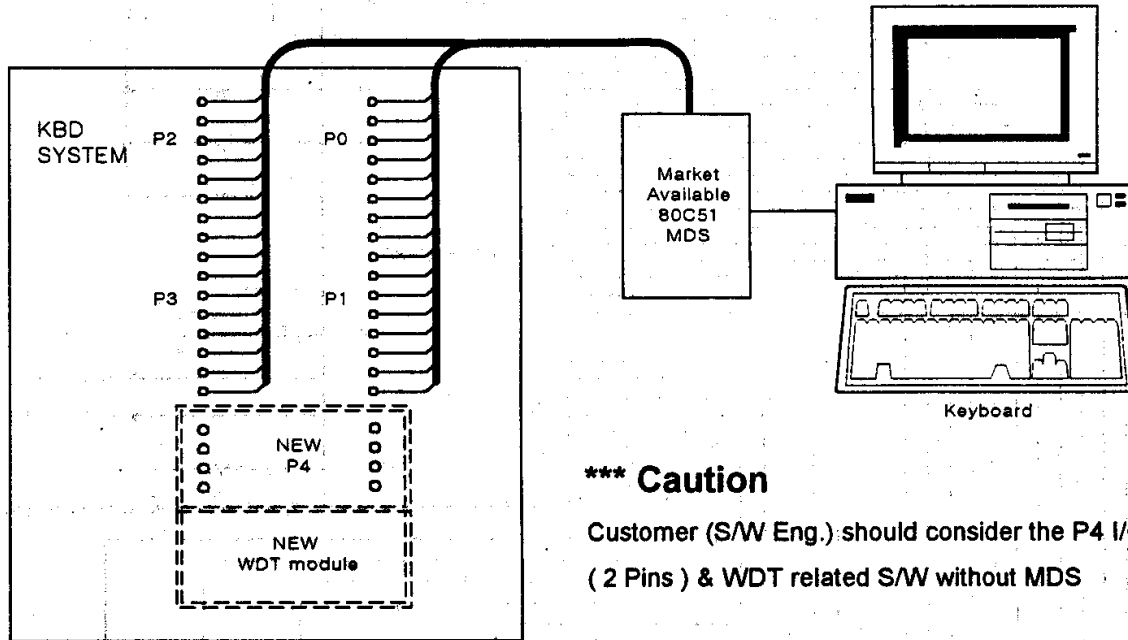 KBD
SYSTEM
P2
P0
P3
P1
NEW
P4
NEW
WDT module
Market
Available
80C51
MDS
Keyboard
*** Caution
Customer (S/W Eng.) should consider the P4 I/
( 2 Pins ) & WDT related S/W without MDS